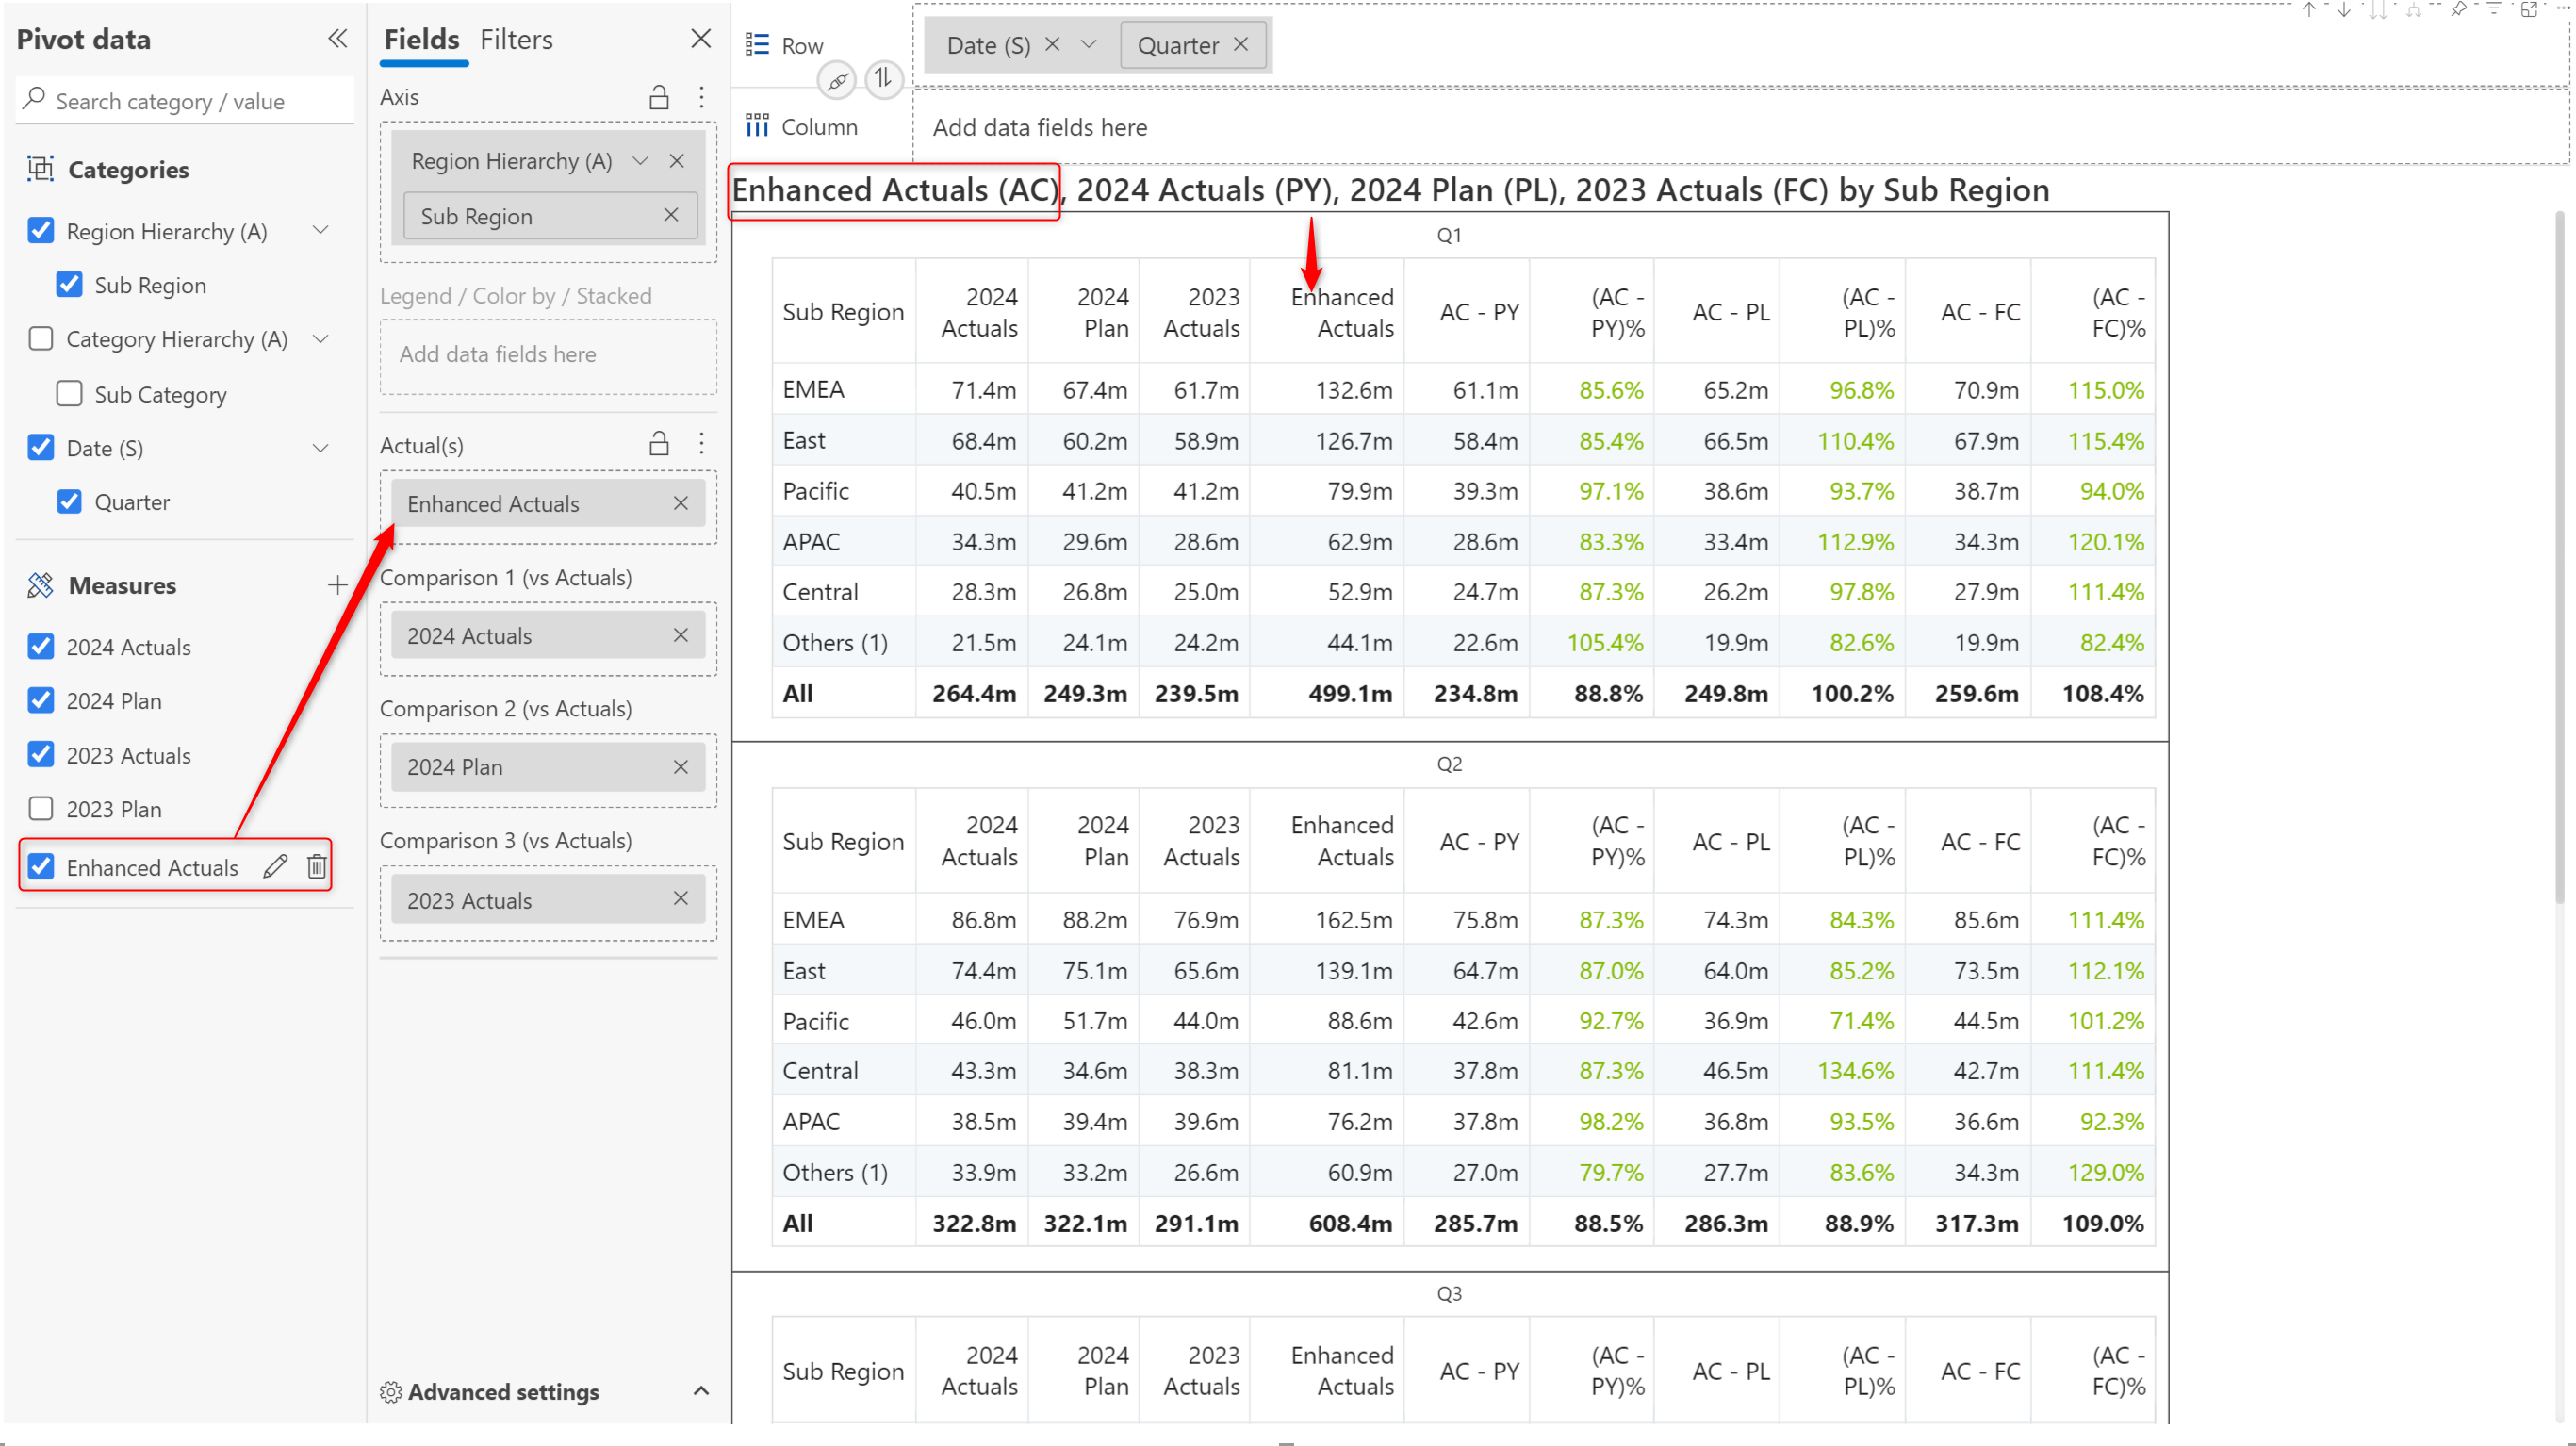 Pivot data
Search category / value
Categories
Region Hierarchy (A)
Sub Region
Category Hierarchy (A)
Sub Category
Date (S)
Quarter
Measures
2024 Actuals
2024 Plan
2023 Actuals
2023 Plan
Enhanced Actuals
Fields Filters
Axis
Region Hierarchy (A)
Sub Region
Legend / Color by / Stacked
Add data fields here
Actual(s)
Enhanced Actuals
Comparison 1 (vs Actuals)
2024 Actuals
Comparison 2 (vs Actuals)
2024 Plan
Comparison 3 (vs Actuals)
2023 Actuals
Advanced settings
Row Date (S) Quarter
Column Add data fields here
Enhanced Actuals (AC), 2024 Actuals (PY), 2024 Plan (PL), 2023 Actuals (FC) by Sub Region
Q1
Sub Region 2024 Actuals 2024 Plan 2023 Actuals Enhanced Actuals AC - PY (AC - PY)% AC - PL (AC - PL)% AC - FC (AC - FC)%
EMEA 71.4m 67.4m 61.7m 132.6m 61.1m 85.6% 65.2m 96.8% 70.9m 115.0%
East 68.4m 60.2m 58.9m 126.7m 58.4m 85.4% 66.5m 110.4% 67.9m 115.4%
Pacific 40.5m 41.2m 41.2m 79.9m 39.3m 97.1% 38.6m 93.7% 38.7m 94.0%
APAC 34.3m 29.6m 28.6m 62.9m 28.6m 83.3% 33.4m 112.9% 34.3m 120.1%
Central 28.3m 26.8m 25.0m 52.9m 24.7m 87.3% 26.2m 97.8% 27.9m 111.4%
Others (1) 21.5m 24.1m 24.2m 44.1m 22.6m 105.4% 19.9m 82.6% 19.9m 82.4%
All 264.4m 249.3m 239.5m 499.1m 234.8m 88.8% 249.8m 100.2% 259.6m 108.4%
Q2
Sub Region 2024 Actuals 2024 Plan 2023 Actuals Enhanced Actuals AC - PY (AC - PY)% AC - PL (AC - PL)% AC - FC (AC - FC)%
EMEA 86.8m 88.2m 76.9m 162.5m 75.8m 87.3% 74.3m 84.3% 85.6m 111.4%
East 74.4m 75.1m 65.6m 139.1m 64.7m 87.0% 64.0m 85.2% 73.5m 112.1%
Pacific 46.0m 51.7m 44.0m 88.6m 42.6m 92.7% 36.9m 71.4% 44.5m 101.2%
Central 43.3m 34.6m 38.3m 81.1m 37.8m 87.3% 46.5m 134.6% 42.7m 111.4%
APAC 38.5m 39.4m 39.6m 76.2m 37.8m 98.2% 36.8m 93.5% 36.6m 92.3%
Others (1) 33.9m 33.2m 26.6m 60.9m 27.0m 79.7% 27.7m 83.6% 34.3m 129.0%
All 322.8m 322.1m 291.1m 608.4m 285.7m 88.5% 286.3m 88.9% 317.3m 109.0%
Q3
Sub Region 2024 Actuals 2024 Plan 2023 Actuals Enhanced Actuals AC - PY (AC - PY)% AC - PL (AC - PL)% AC - FC (AC - FC)%